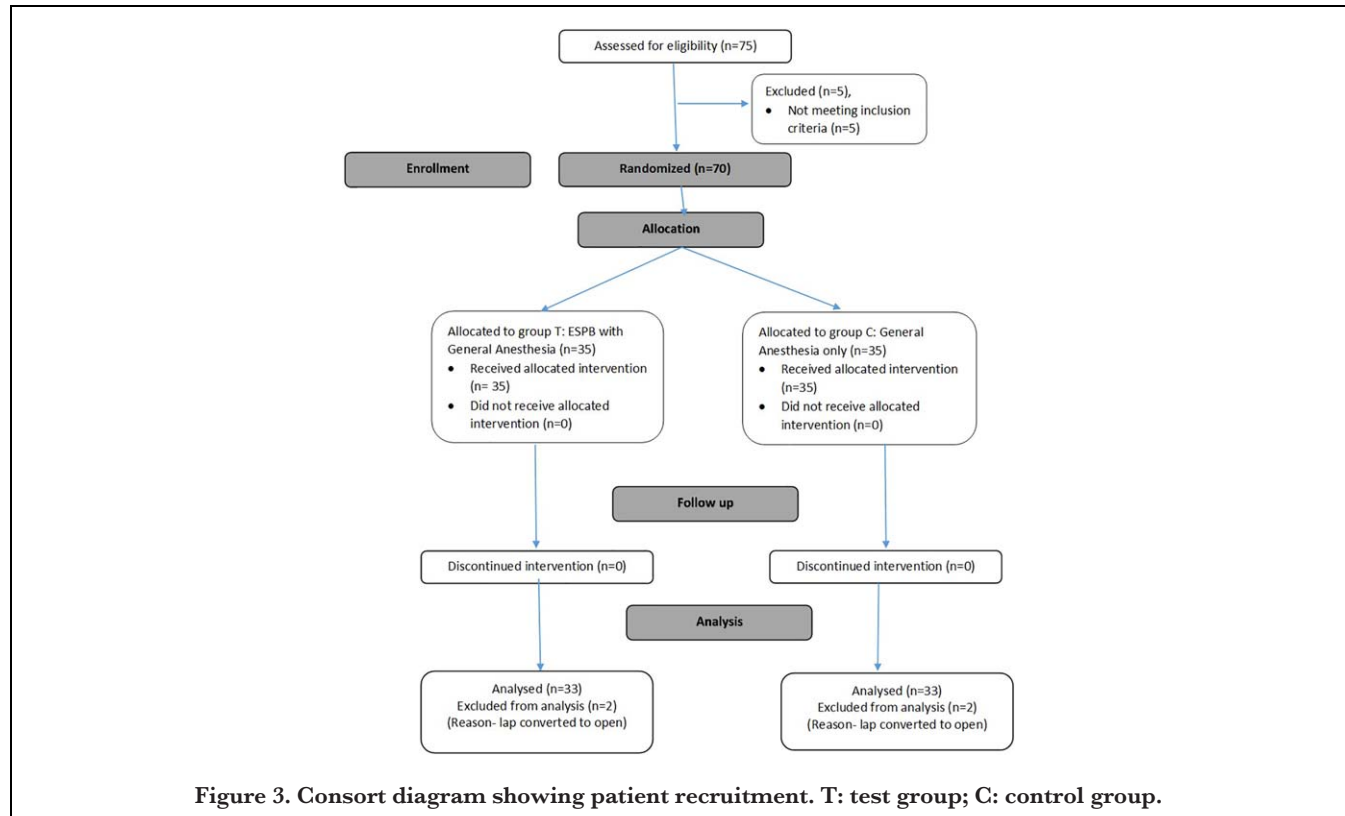 Assessed for eligibility (n=75)
Excluded (n=5),
• Not meeting inclusion
criteria (n=5)
Enrollment
Randomized (n=70)
Allocation
Allocated to group T: ESPB with
General Anesthesia (n=35)
• Received allocated intervention
(n= 35)
• Did not receive allocated
intervention (n=0)
Allocated to group C: General
Anesthesia only (n=35)
• Received allocated intervention
(n=35)
• Did not receive allocated
intervention (n=0)
Follow up
Discontinued intervention (n=0)
Discontinued intervention (n=0)
Analysis
Analysed (n=33)
Excluded from analysis (n=2)
(Reason- lap converted to open)
Analysed (n=33)
Excluded from analysis (n=2)
(Reason- lap converted to open)
Figure 3. Consort diagram showing patient recruitment. T: test group; C: control group.